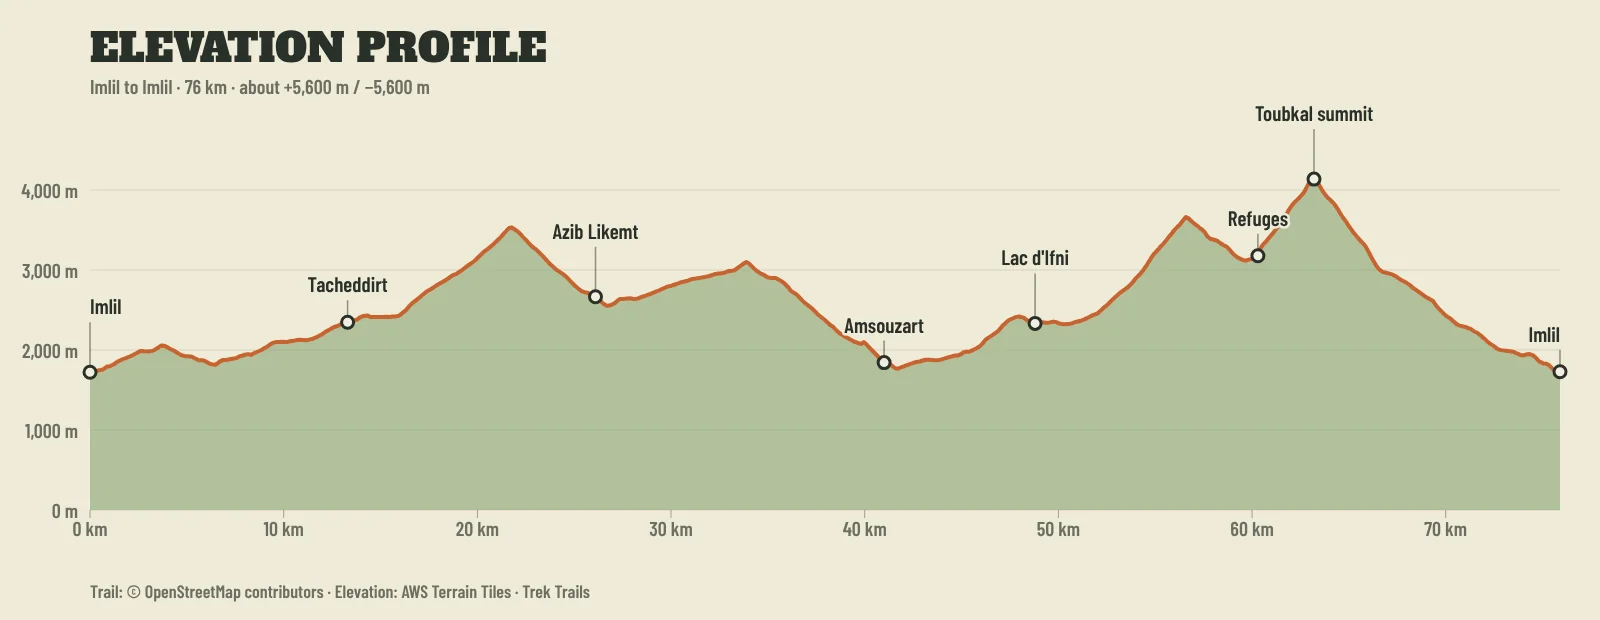 ELEVATION PROFILE
Imlil to Imlil · 76 km · about +5,600 m / −5,600 m
Toubkal summit
4,000 m
Refuges
Azib Likemt
Lac d'Ifni
3,000 m
Tacheddirt
Imlil
Amsouzart
Imlil
2,000 m
1,000 m
0 m
0 km 10 km 20 km 30 km 40 km 50 km 60 km 70 km
Trail: © OpenStreetMap contributors · Elevation: AWS Terrain Tiles · Trek Trails